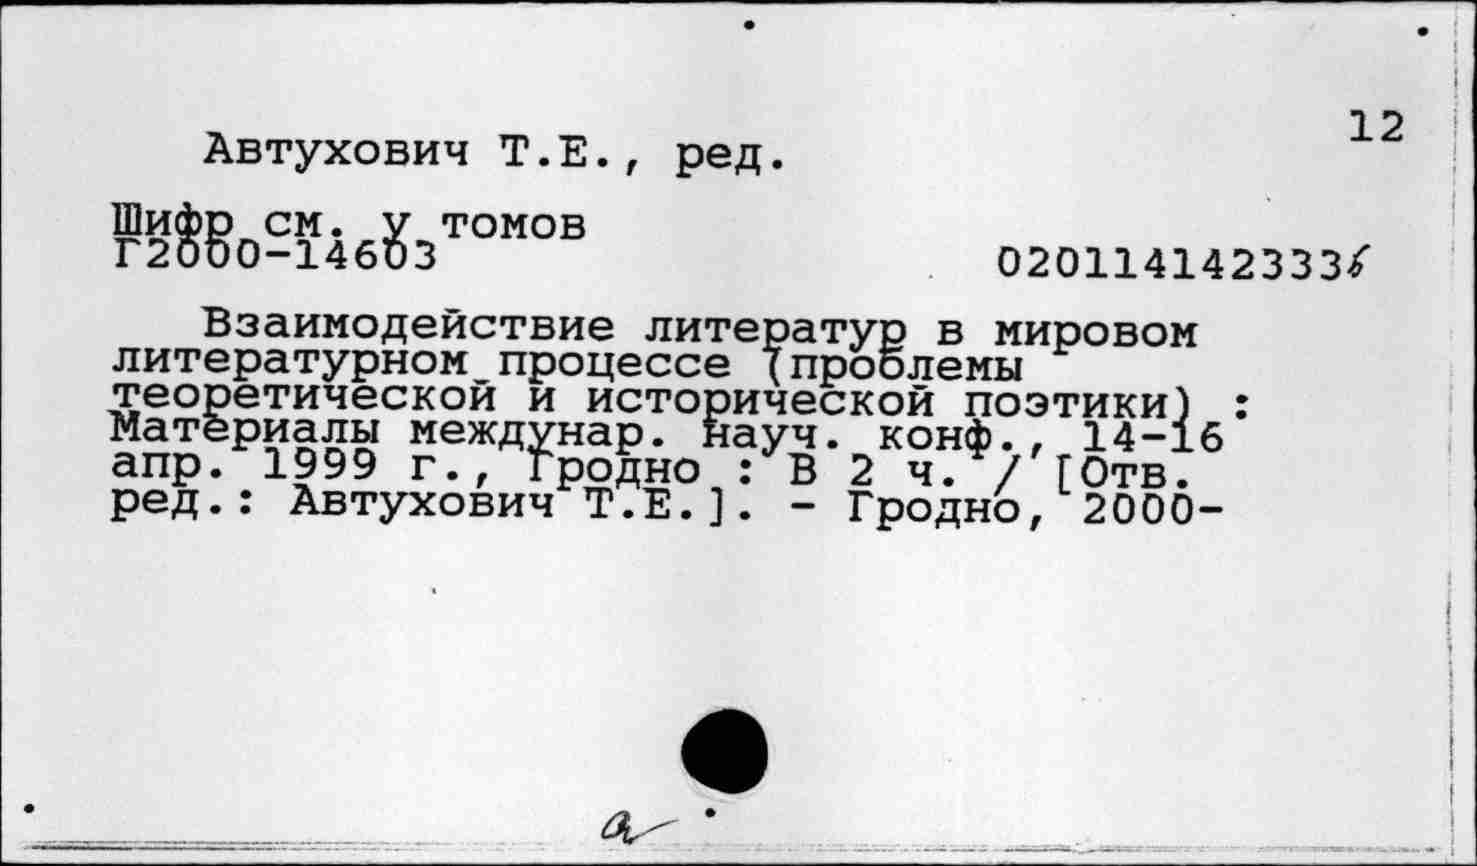 12
Автухович Т.Е., ред.
Шифр см. у томов
Г2000-14603
020114142333
Взаимодействие литератур в мировом
литературном процессе (проблемы
теоретической и исторической поэтики) :
Материалы междунар. науч. конф., 14-16
апр. 1999 г., Гродно : В 2 ч. / [Отв.
ред.: Автухович Т.Е.]. - Гродно, 2000-